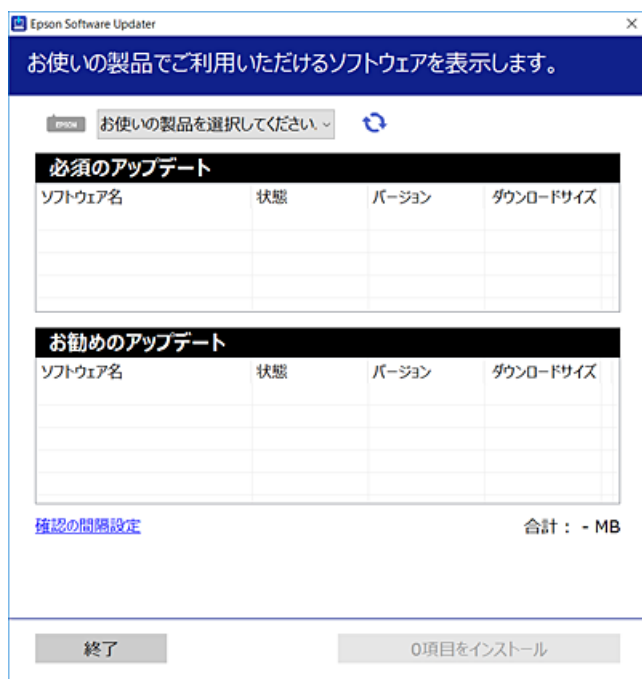 Epson Software Updater
お使いの製品でご利用いただけるソフトウェアを表示します。
EPSON お使いの製品を選択してください.
必須のアップデート
ソフトウェア名 状態 バージョン ダウンロードサイズ
お勧めのアップデート
ソフトウェア名 状態 バージョン ダウンロードサイズ
確認の間隔設定 合計： - MB
終了 0項目をインストール